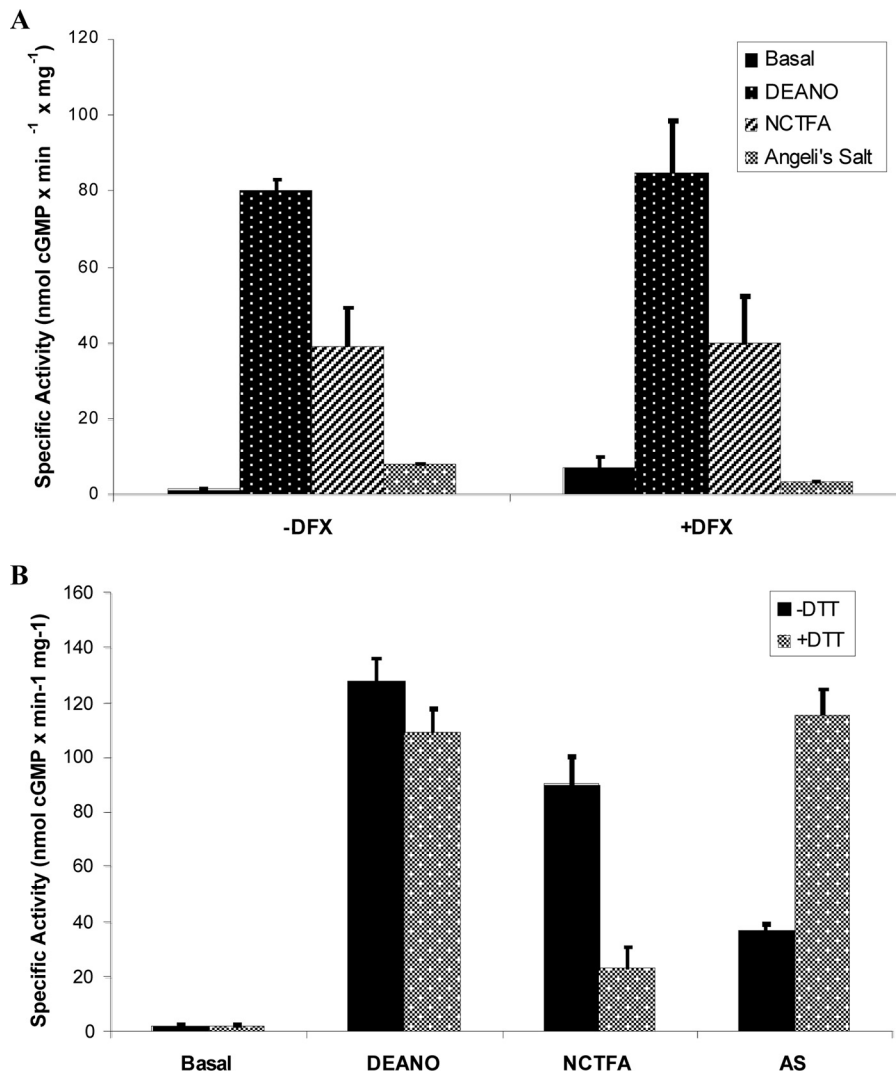 A
Specific Activity (nmol cGMP x min -1 x mg-1)
120
100
80
60
40
20
0
Basal
DEANO
NCTFA
Angeli's Salt
-DFX
+DFX
B
Specific Activity (nmol cGMP x min-1 mg-1)
160
140
120
100
80
60
40
20
0
-DTT
+DTT
Basal
DEANO
NCTFA
AS